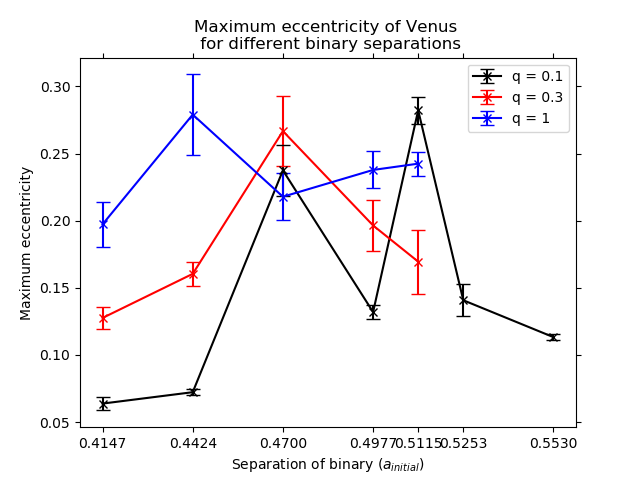 Maximum eccentricity of Venus
for different binary separations
q = 0.1
q = 0.3
q = 1
Maximum eccentricity
0.30
0.25
0.20
0.15
0.10
0.05
0.4147 0.4424 0.4700 0.4977 0.5115 0.5253 0.5530
Separation of binary (a_initial)